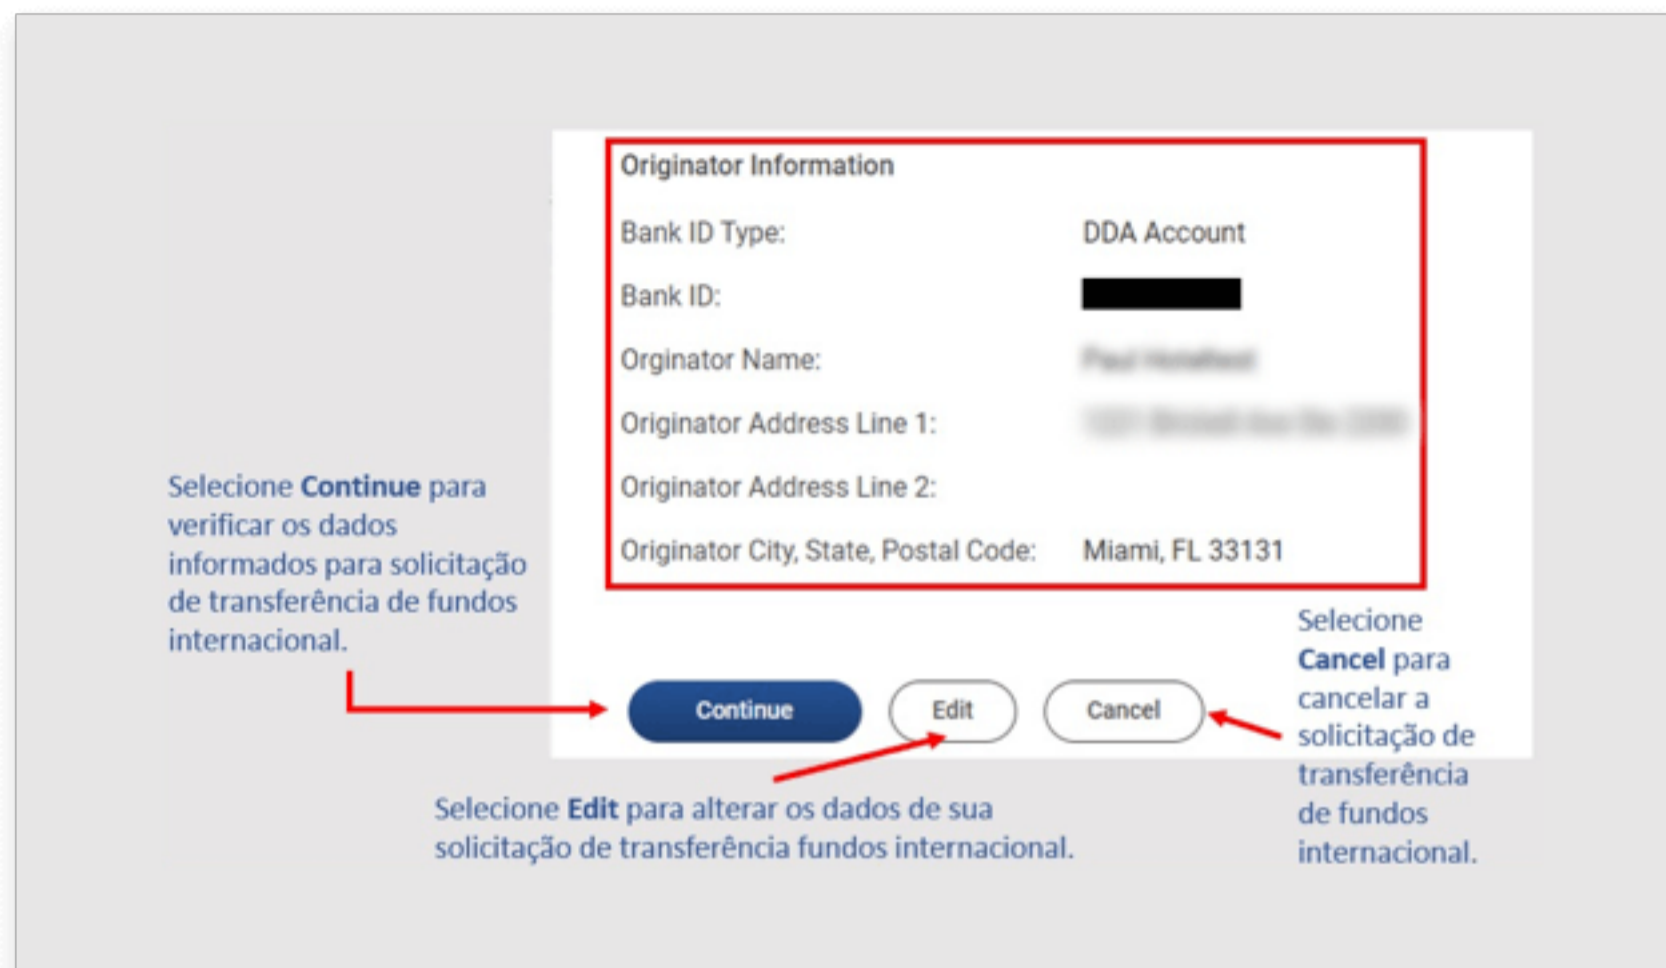 Originator Information
Bank ID Type: DDA Account
Bank ID:
Orginator Name:
Originator Address Line 1:
Originator Address Line 2:
Originator City, State, Postal Code: Miami, FL 33131
Selecione Continue para
verificar os dados
informados para solicitação
de transferência de fundos
internacional.
Continue
Edit
Cancel
Selecione
Cancel para
cancelar a
solicitação de
transferência
de fundos
internacional.
Selecione Edit para alterar os dados de sua
solicitação de transferência fundos internacional.